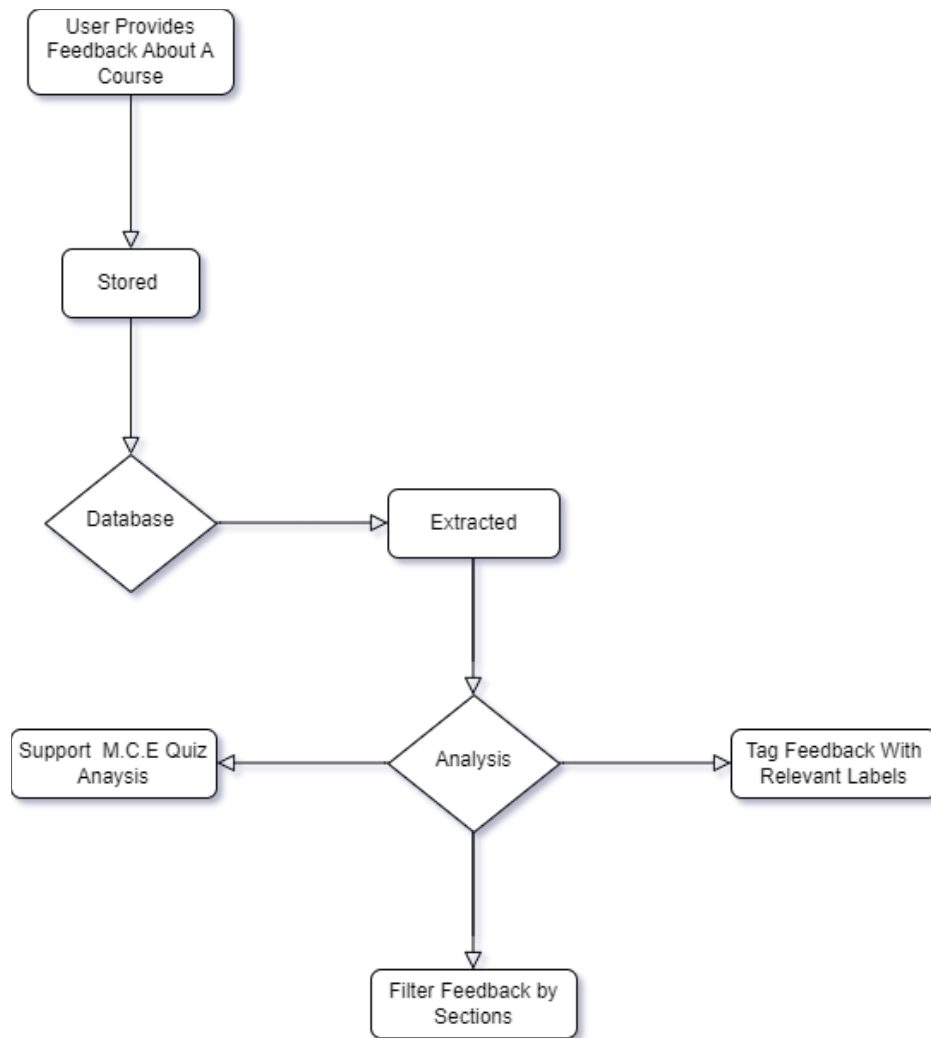 User Provides
Feedback About A
Course
Stored
Database
Extracted
Analysis
Support M.C.E Quiz
Anaysis
Tag Feedback With
Relevant Labels
Filter Feedback by
Sections